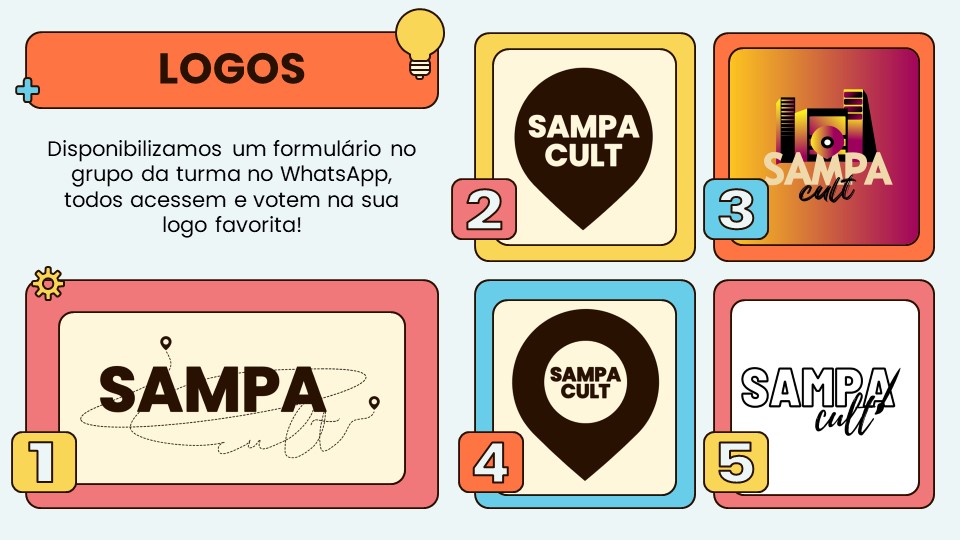 LOGOS
Disponibilizamos um formulário no
grupo da turma no WhatsApp,
todos acessem e votem na sua
logo favorita!
SAMPA
cult
1
SAMPA
CULT
2
SAMPA
cult
3
SAMPA
CULT
4
SAMPA
cult
5